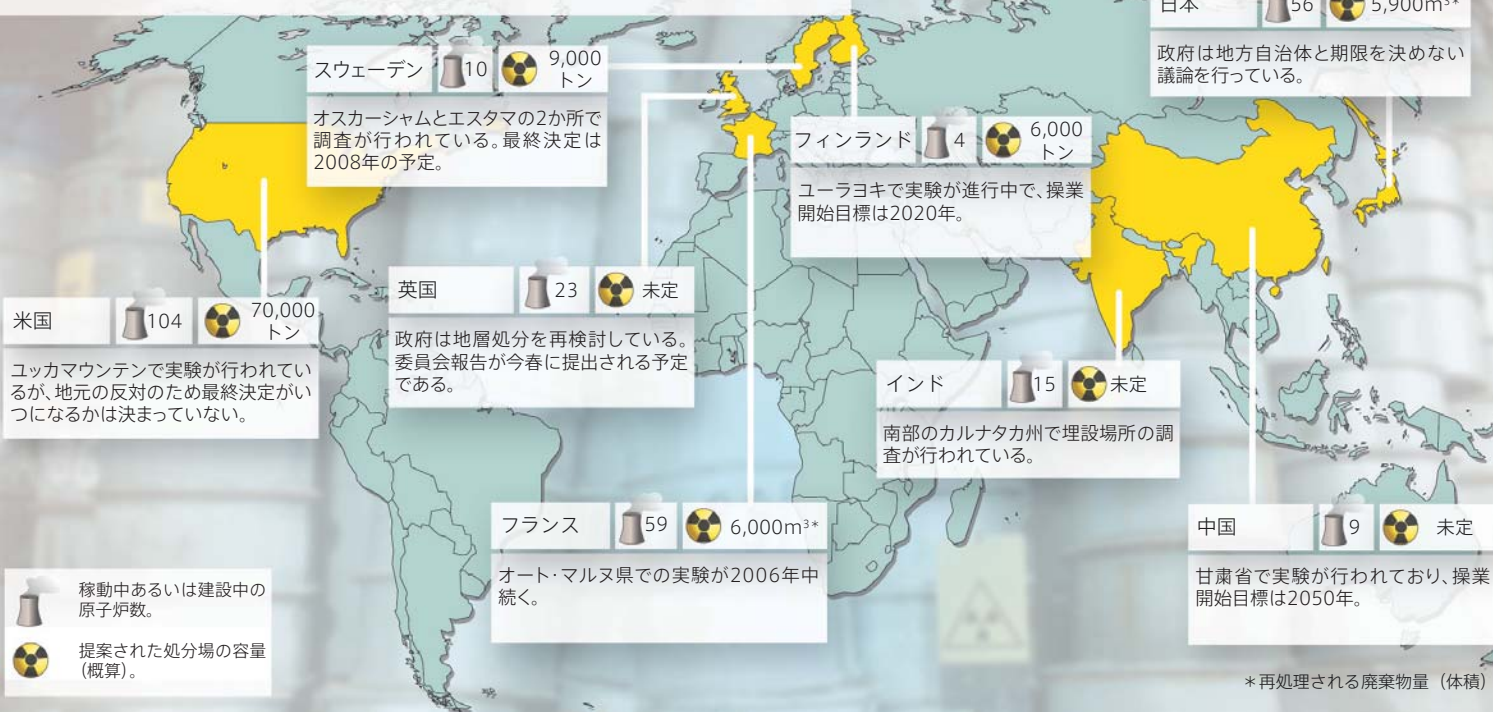 日本 56 5,900m³*
政府は地方自治体と期限を決めない
議論を行っている。
スウェーデン 10 9,000
トン
オスカーシャムとエスタマの2か所で
調査が行われている。最終決定は
2008年の予定。
フィンランド 4 6,000
トン
ユーラヨキで実験が進行中で、操業
開始目標は2020年。
米国 104 70,000
トン
ユッカマウンテンで実験が行われてい
るが、地元の反対のため最終決定がい
つになるかは決まっていない。
英国 23 未定
政府は地層処分を再検討している。
委員会報告が今春に提出される予定
である。
インド 15 未定
南部のカルナタカ州で埋設場所の調
査が行われている。
フランス 59 6,000m³*
オート・マルヌ県での実験が2006年中
続く。
中国 9 未定
甘粛省で実験が行われており、操業
開始目標は2050年。
稼動中あるいは建設中の
原子炉数。
提案された処分場の容量
(概算)。
*再処理される廃棄物量(体積)